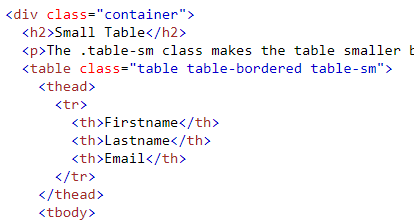 <div class="container">
  <h2>Small Table</h2>
  <p>The .table-sm class makes the table smaller b
  <table class="table table-bordered table-sm">
    <thead>
      <tr>
        <th>Firstname</th>
        <th>Lastname</th>
        <th>Email</th>
      </tr>
    </thead>
    <tbody>